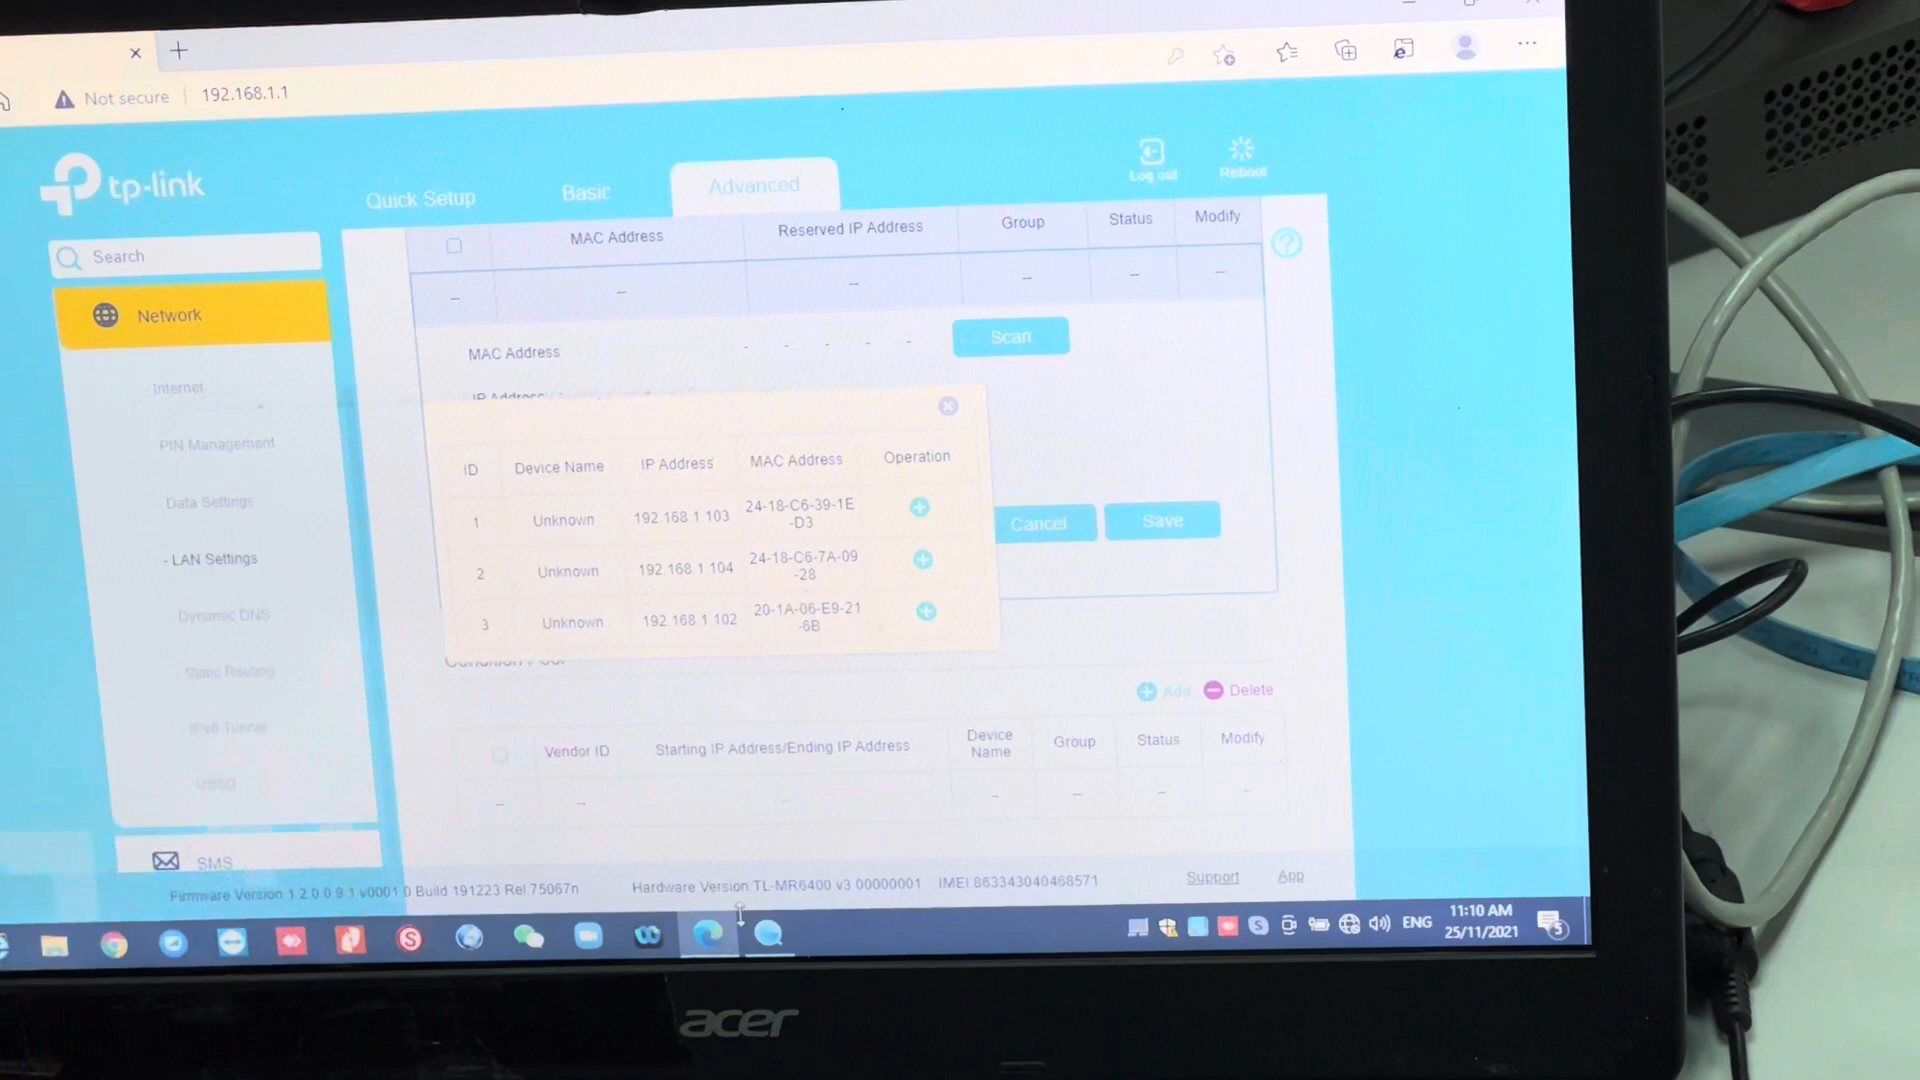 Not secure 192.168.1.1
tp-link
Quick Setup Basic Advanced Log out Reboot
Search
Network
- Internet
PIN Management
Data Settings
- LAN Settings
Dynamic DNS
Static Routing
IPv6 Tunnel
USSD
SMS
MAC Address Reserved IP Address Group Status Modify
-- -- -- -- -- --
MAC Address - - - - - Scan
IP Address
ID Device Name IP Address MAC Address Operation
1 Unknown 192.168.1.103 24-18-C6-39-1E
-D3
2 Unknown 192.168.1.104 24-18-C6-7A-09
-28
3 Unknown 192.168.1.102 20-1A-06-E9-21
-6B
Cancel Save
Condition Pool
Add Delete
Vendor ID Starting IP Address/Ending IP Address Device Name Group Status Modify
-- -- -- -- -- -- --
Firmware Version 1 2 0 0 9 1 v0001 0 Build 191223 Rel 75067n Hardware Version TL-MR6400 v3 00000001 IMEI 863343040468571 Support App
ENG 11:10 AM
25/11/2021 5
acer